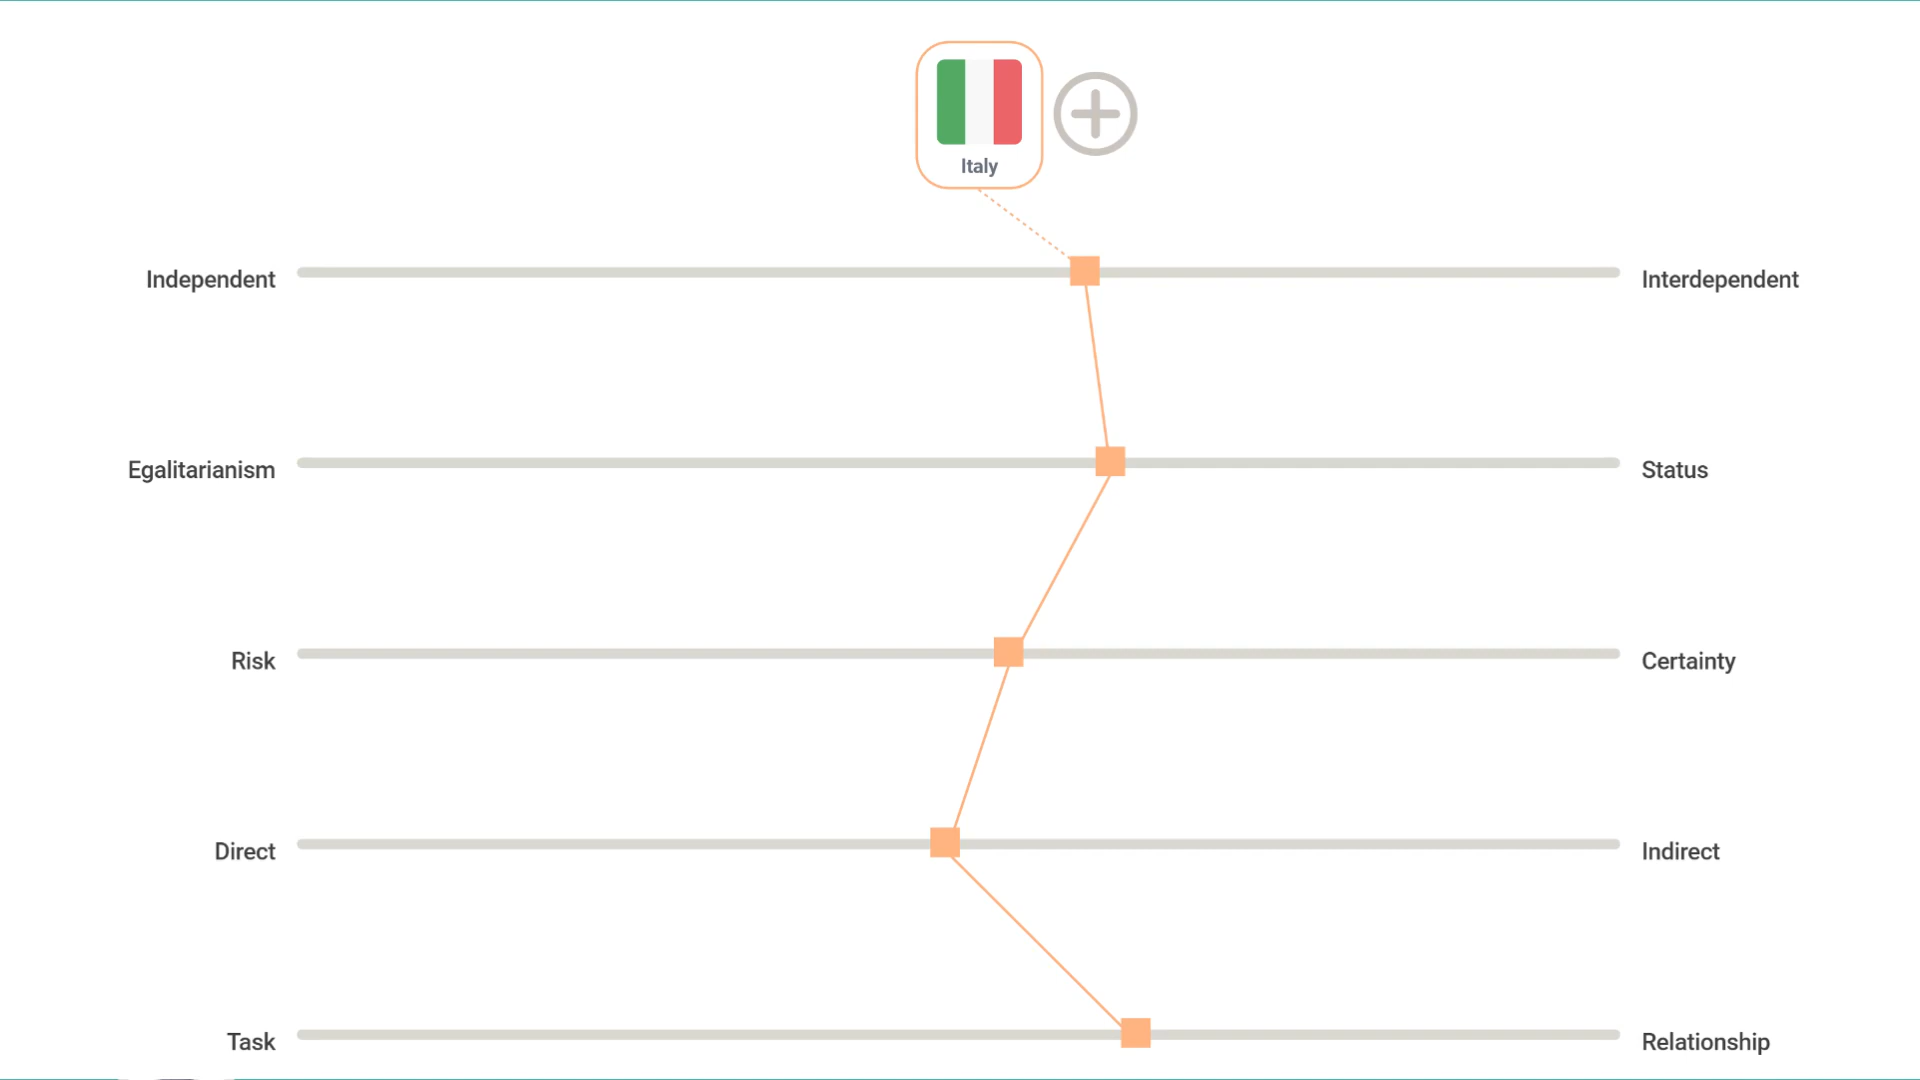 Italy
Independent
Interdependent
Egalitarianism
Status
Risk
Certainty
Direct
Indirect
Task
Relationship